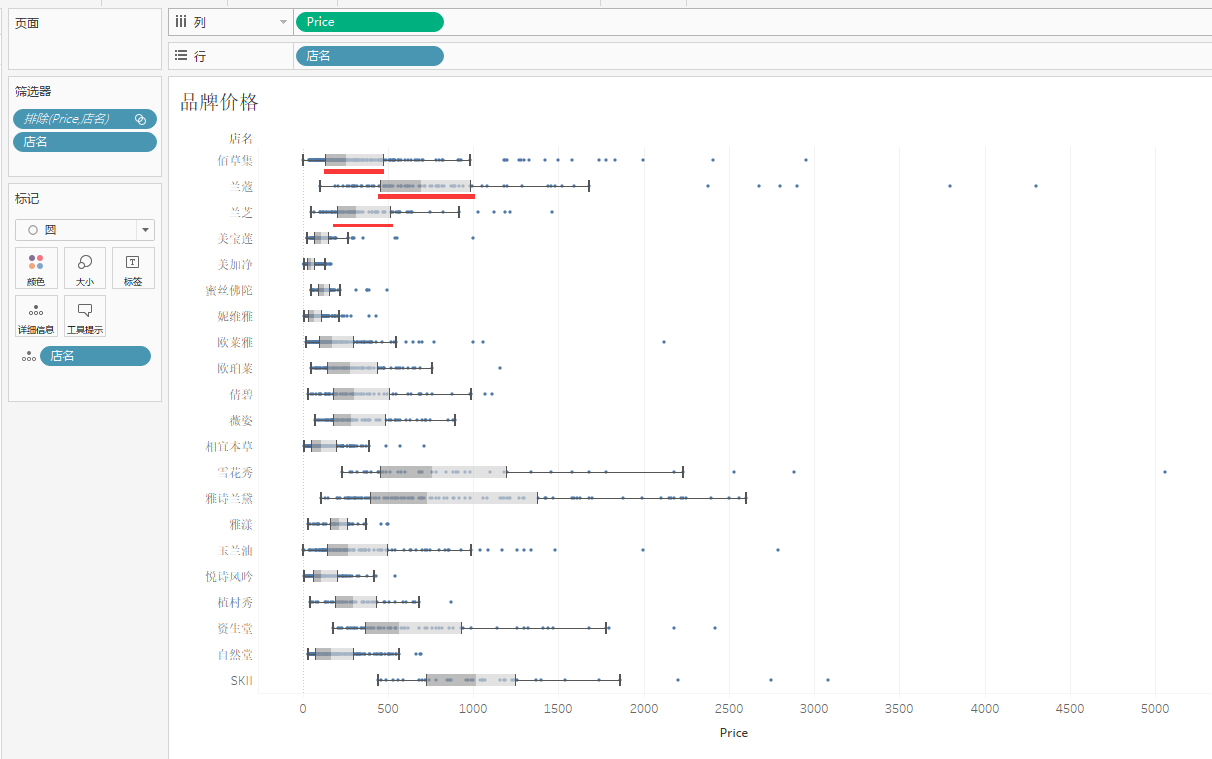 页面
列
Price
行
店名
筛选器
排除(Price,店名)
店名
标记
圆
颜色
大小
标签
详细信息
工具提示
店名
品牌价格
店名
佰草集
兰蔻
兰芝
美宝莲
美加净
蜜丝佛陀
妮维雅
欧莱雅
欧珀莱
倩碧
薇姿
相宜本草
雪花秀
雅诗兰黛
雅漾
玉兰油
悦诗风吟
植村秀
资生堂
自然堂
SKII
0 500 1000 1500 2000 2500 3000 3500 4000 4500 5000
Price